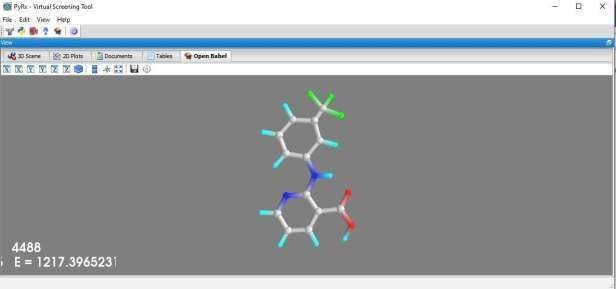 PyRx - Virtual Screening Tool
File Edit View Help
View
3D Scene 2D Plots Documents Tables Open Babel
X X Y Y Z Z
4488
E = 1217.3965231